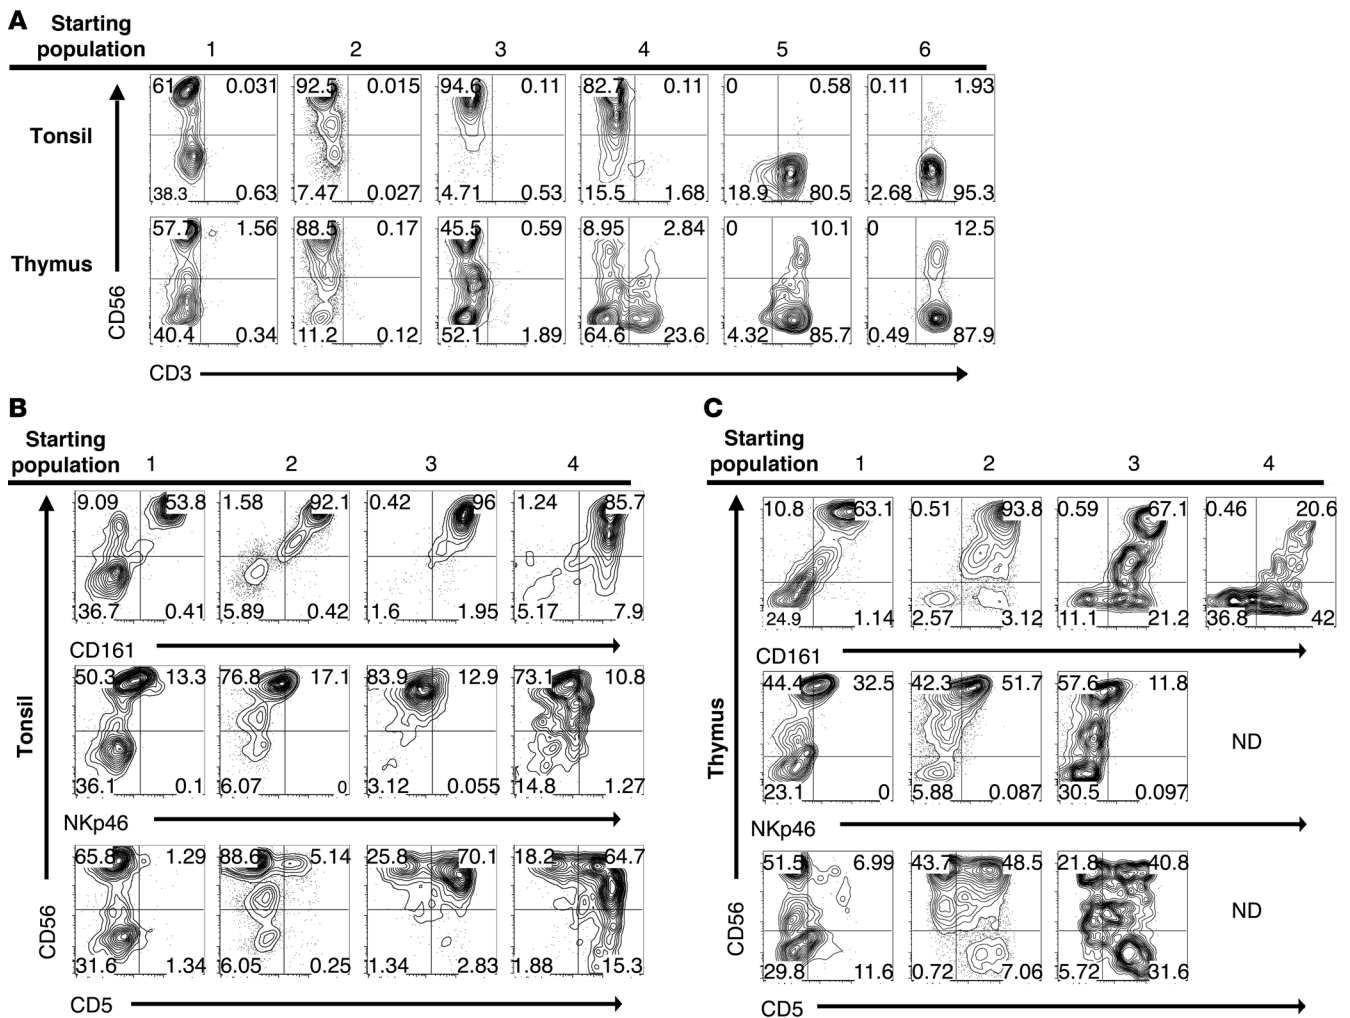 A
Starting
population 1 2 3 4 5 6
Tonsil
61 0.031 92.5 0.015 94.6 0.11 82.7 0.11 0 0.58 0.11 1.93
38.3 0.63 7.47 0.027 4.71 0.53 15.5 1.68 18.9 80.5 2.68 95.3
Thymus
57.7 1.56 88.5 0.17 45.5 0.59 8.95 2.84 0 10.1 0 12.5
40.4 0.34 11.2 0.12 52.1 1.89 64.6 23.6 4.32 85.7 0.49 87.9
CD56
CD3
B
Starting
population 1 2 3 4
Tonsil
9.09 53.8 1.58 92.1 0.42 96 1.24 85.7
36.7 0.41 5.89 0.42 1.6 1.95 5.17 7.9
CD161
50.3 13.3 76.8 17.1 83.9 12.9 73.1 10.8
36.1 0.1 6.07 0 3.12 0.055 14.8 1.27
NKp46
65.8 1.29 88.6 5.14 25.8 70.1 18.2 64.7
31.6 1.34 6.05 0.25 1.34 2.83 1.88 15.3
CD56
CD5
C
Starting
population 1 2 3 4
Thymus
10.8 63.1 0.51 93.8 0.59 67.1 0.46 20.6
24.9 1.14 2.57 3.12 11.1 21.2 36.8 42
CD161
44.4 32.5 42.3 51.7 57.6 11.8 ND
23.1 0 5.88 0.087 30.5 0.097
NKp46
51.5 6.99 43.7 48.5 21.8 40.8 ND
29.8 11.6 0.72 7.06 5.72 31.6
CD56
CD5